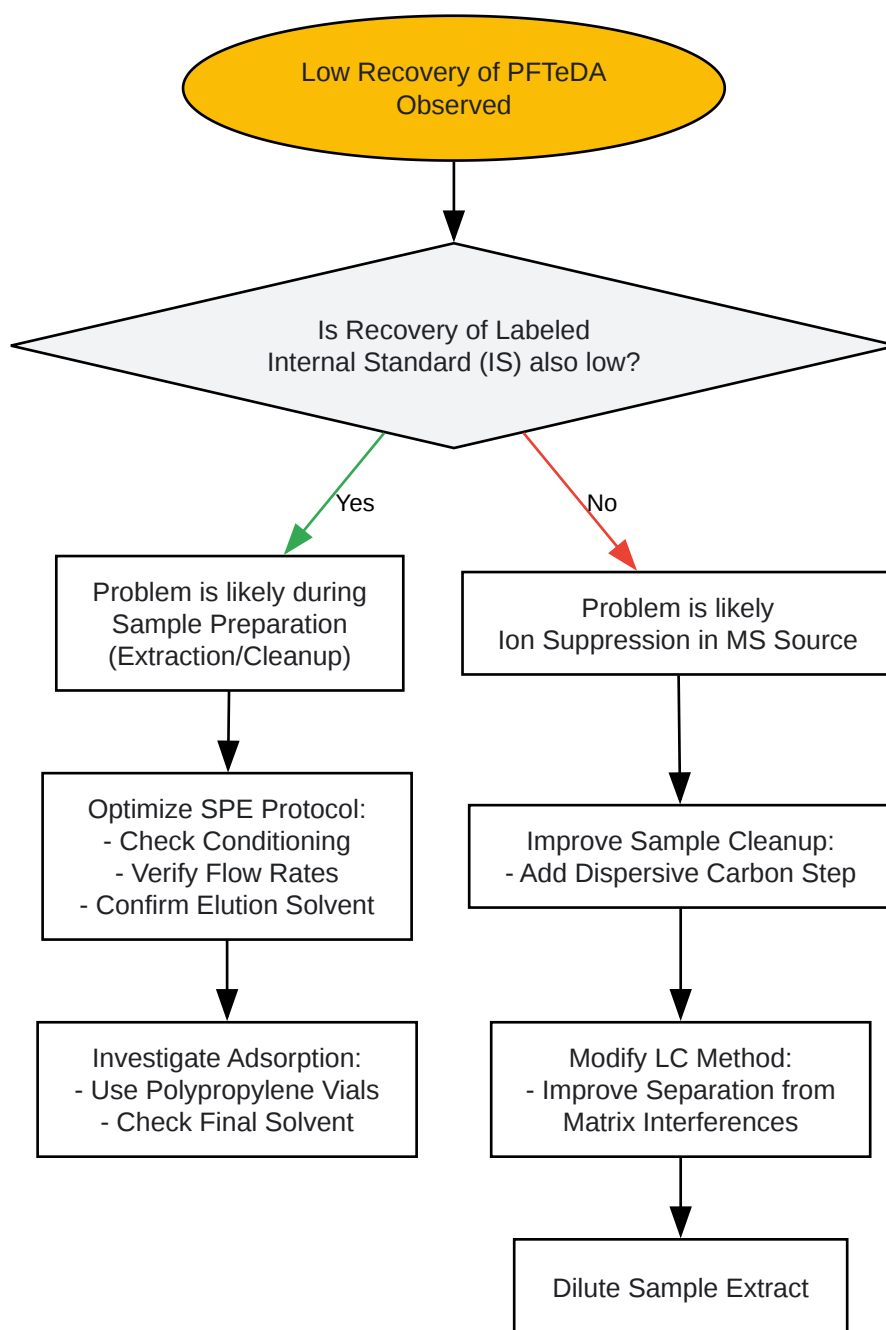 Low Recovery of PFTeDA
Observed
Is Recovery of Labeled
Internal Standard (IS) also low?
Yes
No
Problem is likely during
Sample Preparation
(Extraction/Cleanup)
Problem is likely
Ion Suppression in MS Source
Optimize SPE Protocol:
- Check Conditioning
- Verify Flow Rates
- Confirm Elution Solvent
Improve Sample Cleanup:
- Add Dispersive Carbon Step
Investigate Adsorption:
- Use Polypropylene Vials
- Check Final Solvent
Modify LC Method:
- Improve Separation from
Matrix Interferences
Dilute Sample Extract